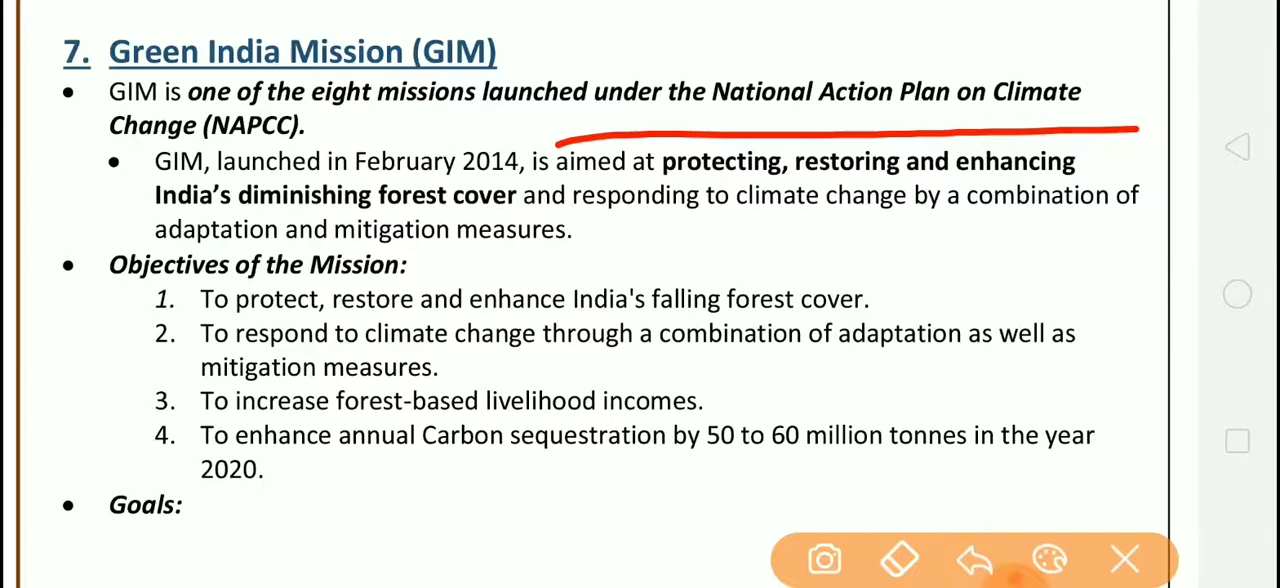 7. Green India Mission (GIM)
• GIM is one of the eight missions launched under the National Action Plan on Climate
Change (NAPCC).
• GIM, launched in February 2014, is aimed at protecting, restoring and enhancing
India’s diminishing forest cover and responding to climate change by a combination of
adaptation and mitigation measures.
• Objectives of the Mission:
1. To protect, restore and enhance India's falling forest cover.
2. To respond to climate change through a combination of adaptation as well as
mitigation measures.
3. To increase forest-based livelihood incomes.
4. To enhance annual Carbon sequestration by 50 to 60 million tonnes in the year
2020.
• Goals: